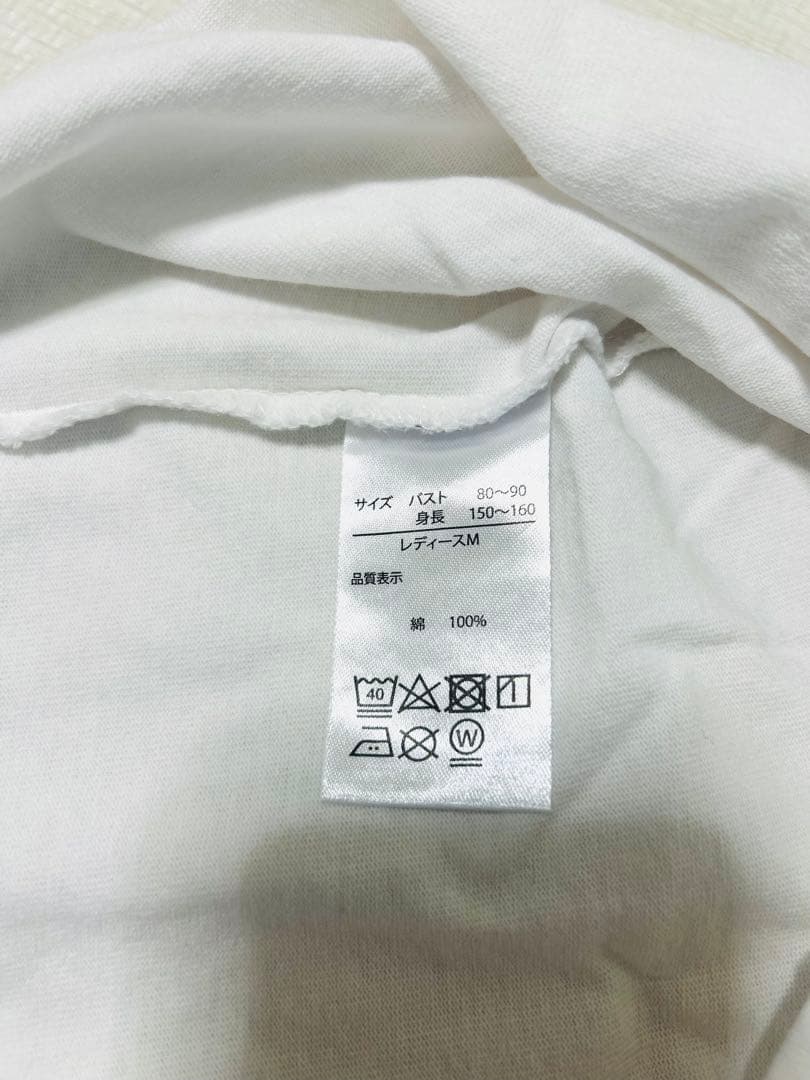 サイズ バスト 80～90
身長 150～160
レディースM
品質表示
綿 100%
40
W